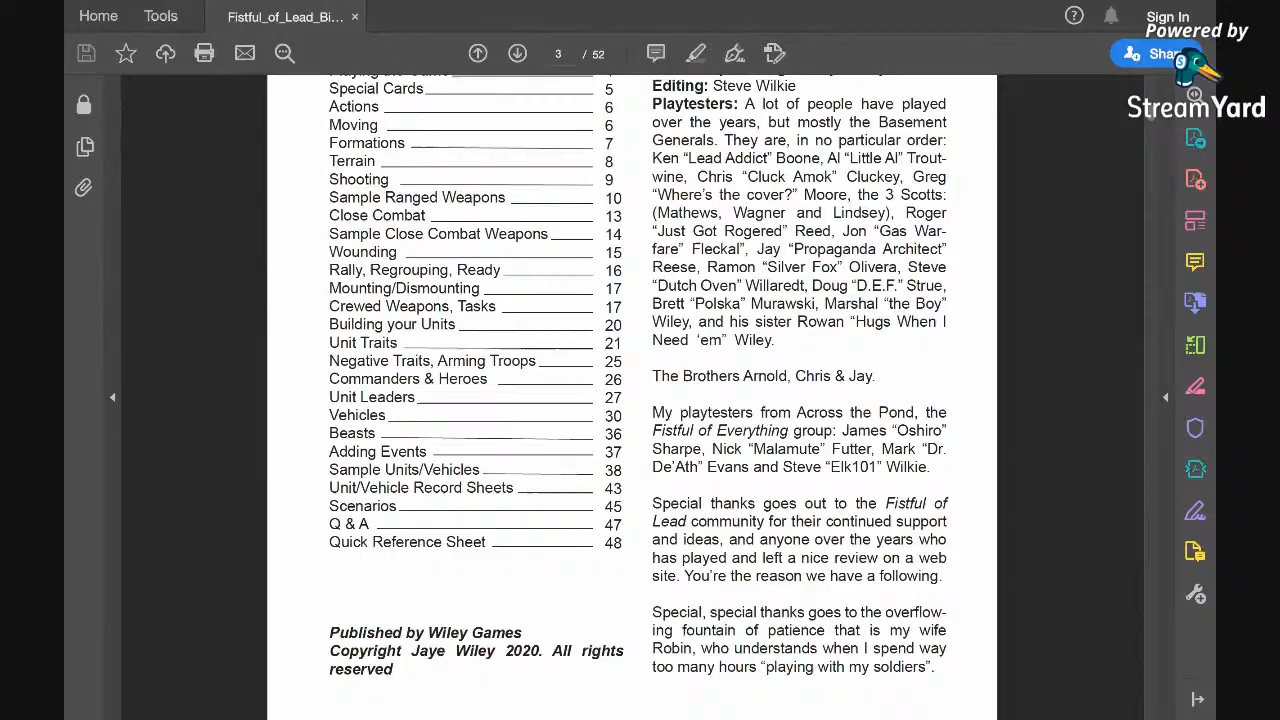 Home
Tools
Fistful_of_Lead_Bi...
Sign In
Powered by
StreamYard
3 / 52
Special Cards 5
Actions 6
Moving 6
Formations 7
Terrain 8
Shooting 9
Sample Ranged Weapons 10
Close Combat 13
Sample Close Combat Weapons 14
Wounding 15
Rally, Regrouping, Ready 16
Mounting/Dismounting 17
Crewed Weapons, Tasks 17
Building your Units 20
Unit Traits 21
Negative Traits, Arming Troops 25
Commanders & Heroes 26
Unit Leaders 27
Vehicles 30
Beasts 36
Adding Events 37
Sample Units/Vehicles 38
Unit/Vehicle Record Sheets 43
Scenarios 45
Q & A 47
Quick Reference Sheet 48
Published by Wiley Games
Copyright Jaye Wiley 2020. All rights
reserved
Editing: Steve Wilkie
Playtesters: A lot of people have played
over the years, but mostly the Basement
Generals. They are, in no particular order:
Ken “Lead Addict” Boone, Al “Little Al” Trout-
wine, Chris “Cluck Amok” Cluckey, Greg
“Where’s the cover?” Moore, the 3 Scotts:
(Mathews, Wagner and Lindsey), Roger
“Just Got Rogered” Reed, Jon “Gas War-
fare” Fleckal”, Jay “Propaganda Architect”
Reese, Ramon “Silver Fox” Olivera, Steve
“Dutch Oven” Willaredt, Doug “D.E.F.” Strue,
Brett “Polska” Murawski, Marshal “the Boy”
Wiley, and his sister Rowan “Hugs When I
Need ‘em” Wiley.
The Brothers Arnold, Chris & Jay.
My playtesters from Across the Pond, the
Fistful of Everything group: James “Oshiro”
Sharpe, Nick “Malamute” Futter, Mark “Dr.
De’Ath” Evans and Steve “Elk101” Wilkie.
Special thanks goes out to the Fistful of
Lead community for their continued support
and ideas, and anyone over the years who
has played and left a nice review on a web
site. You’re the reason we have a following.
Special, special thanks goes to the overflow-
ing fountain of patience that is my wife
Robin, who understands when I spend way
too many hours “playing with my soldiers”.